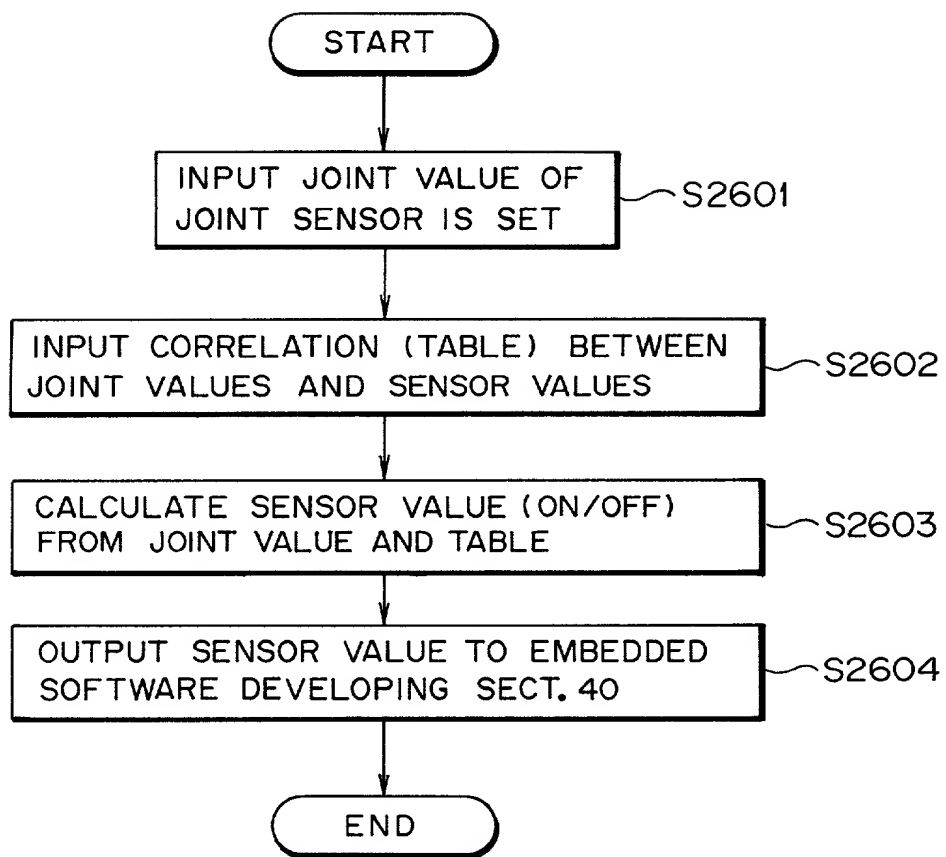 START
INPUT JOINT VALUE OF
JOINT SENSOR IS SET
S2601
INPUT CORRELATION (TABLE) BETWEEN
JOINT VALUES AND SENSOR VALUES
S2602
CALCULATE SENSOR VALUE (ON/OFF)
FROM JOINT VALUE AND TABLE
S2603
OUTPUT SENSOR VALUE TO EMBEDDED
SOFTWARE DEVELOPING SECT. 40
S2604
END